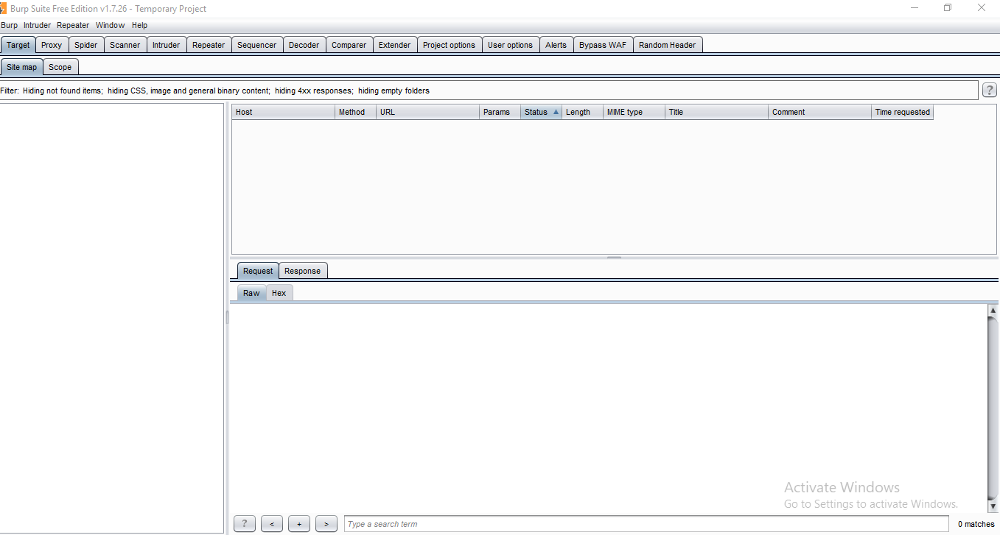 Burp Suite Free Edition v1.7.26 - Temporary Project
Burp Intruder Repeater Window Help
Target Proxy Spider Scanner Intruder Repeater Sequencer Decoder Comparer Extender Project options User options Alerts Bypass WAF Random Header
Site map Scope
Filter: Hiding not found items; hiding CSS, image and general binary content; hiding 4xx responses; hiding empty folders ?
Host Method URL Params Status Length MIME type Title Comment Time requested
Request Response
Raw Hex
Activate Windows
Go to Settings to activate Windows.
? < + > Type a search term 0 matches